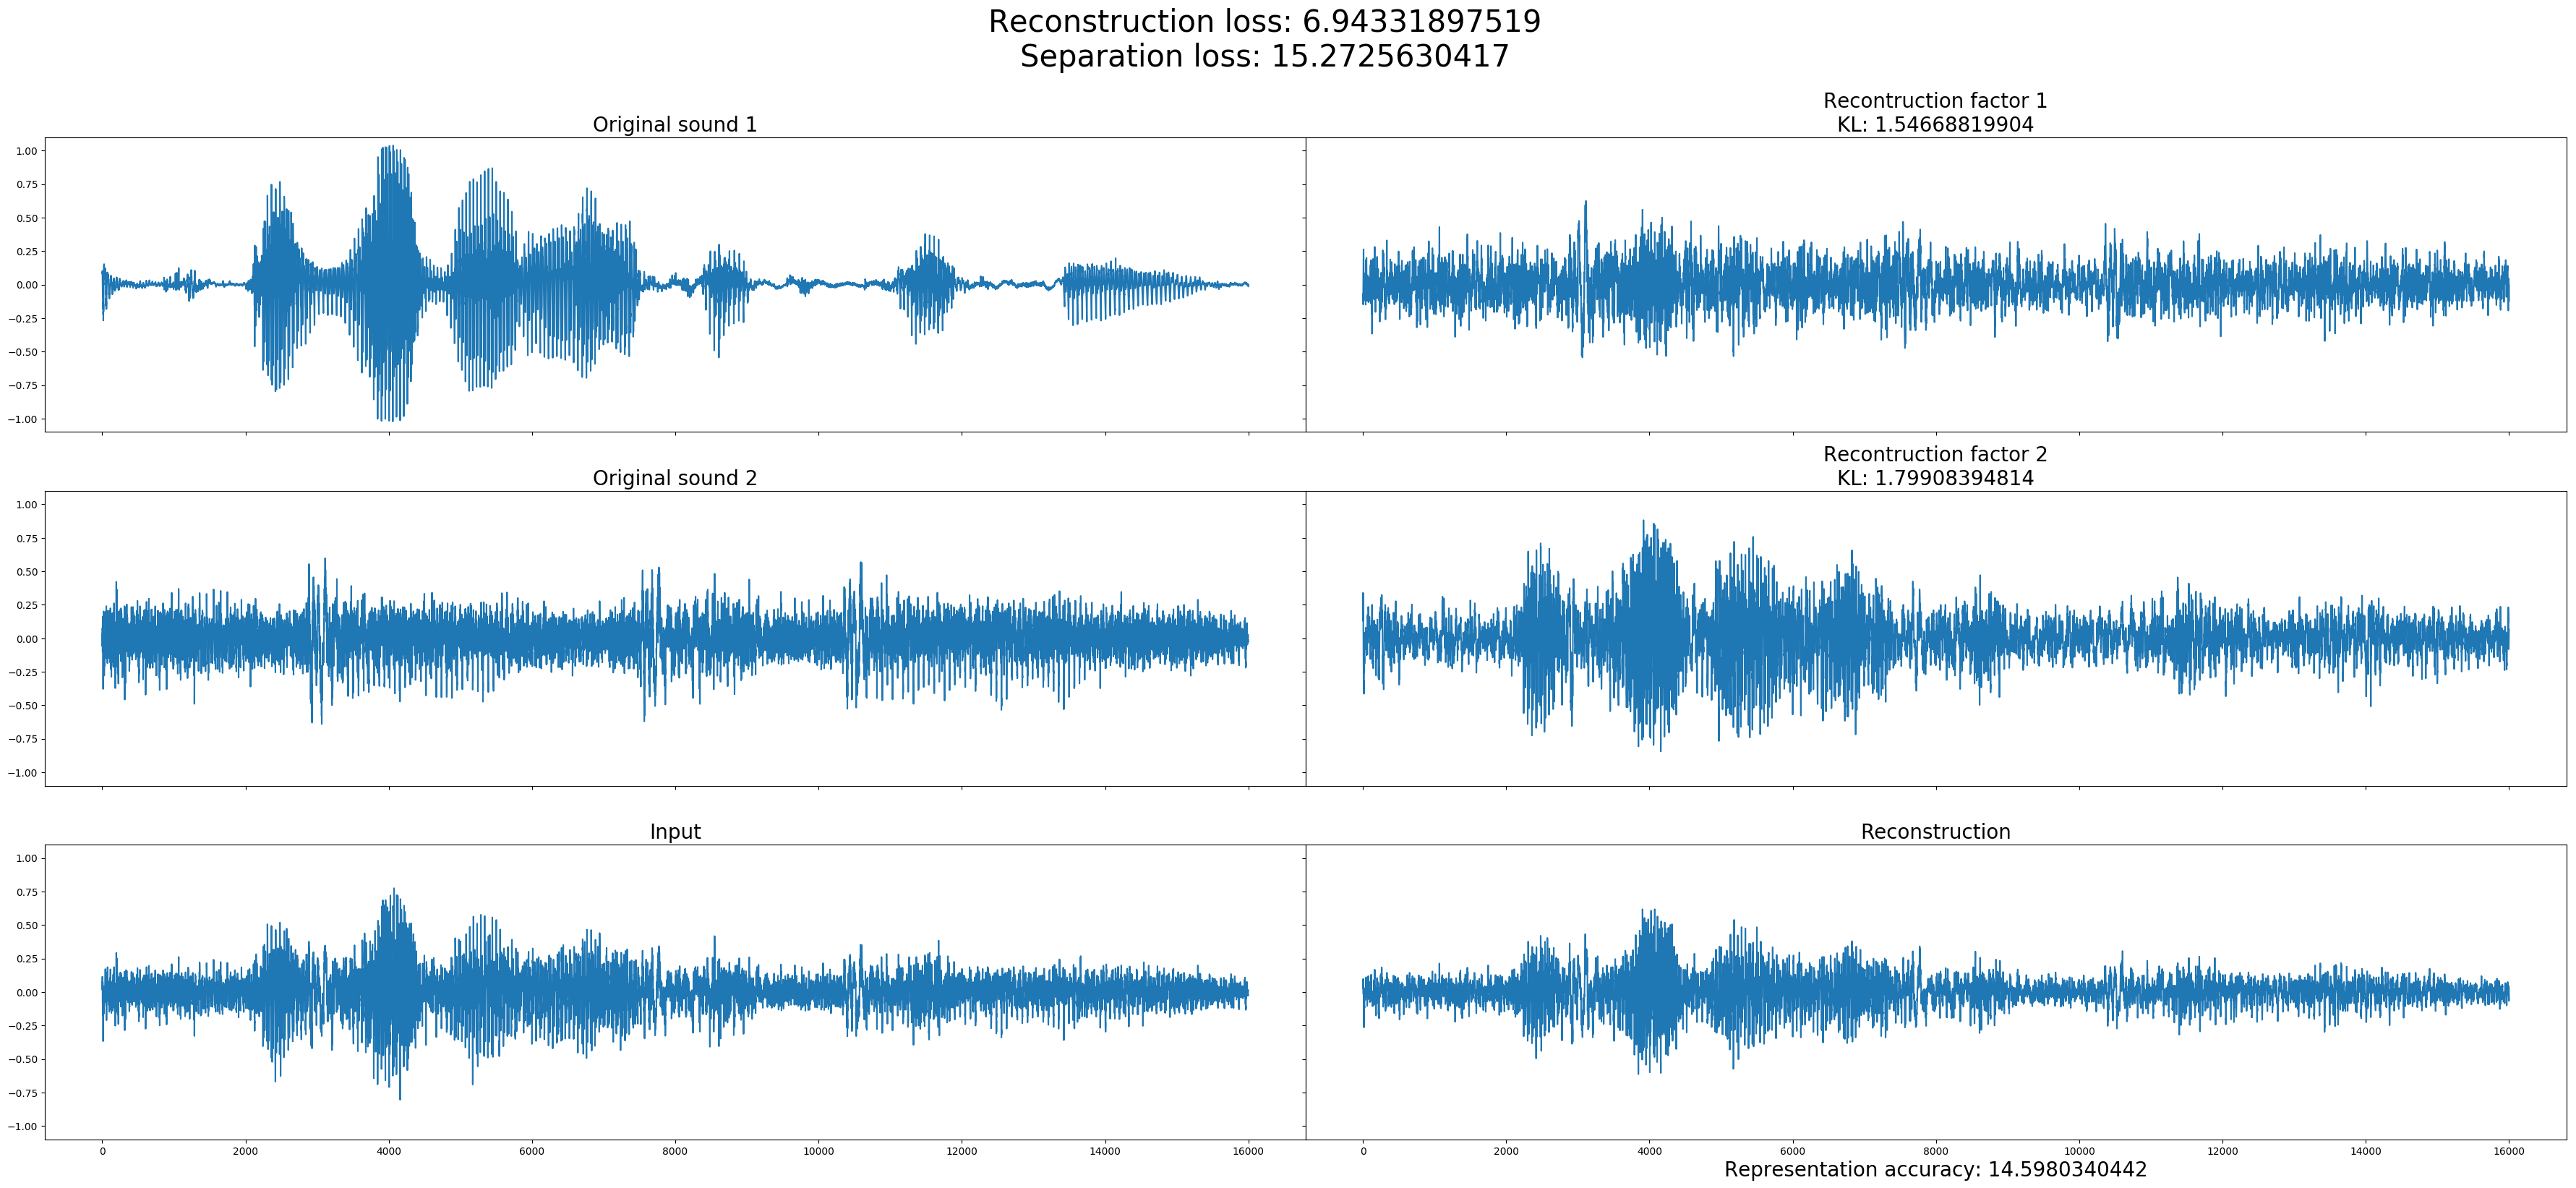 Reconstruction loss: 6.94331897519
Separation loss: 15.2725630417
Original sound 1
Recontruction factor 1
KL: 1.54668819904
1.00
0.75
0.50
0.25
0.00
−0.25
−0.50
−0.75
−1.00
Original sound 2
Recontruction factor 2
KL: 1.79908394814
1.00
0.75
0.50
0.25
0.00
−0.25
−0.50
−0.75
−1.00
Input
Reconstruction
1.00
0.75
0.50
0.25
0.00
−0.25
−0.50
−0.75
−1.00
0 2000 4000 6000 8000 10000 12000 14000 16000
0 2000 4000 6000 8000 10000 12000 14000 16000
Representation accuracy: 14.5980340442